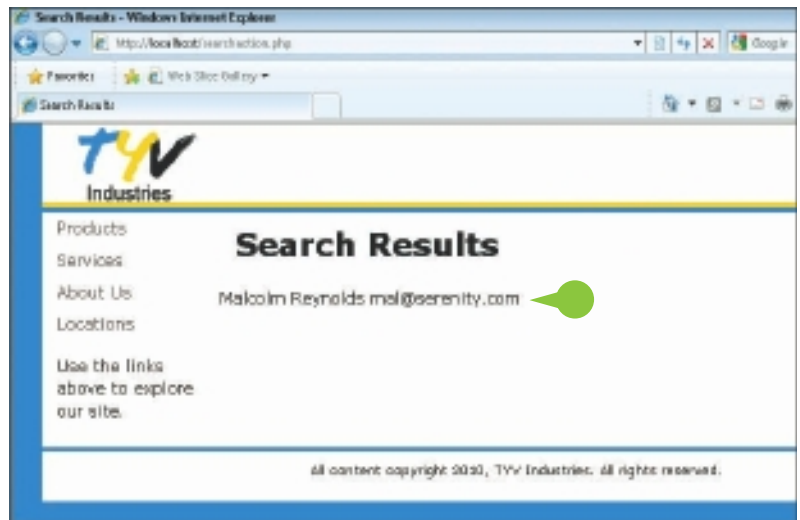 Search Results - Windows Internet Explorer
http://localhost/searchaction.php
Google
Favorites Web Slice Gallery
Search Results
TYV
Industries
Products
Services
About Us
Locations
Use the links
above to explore
our site.
Search Results
Malcolm Reynolds mal@serenity.com
All content copyright 2010, TYV Industries. All rights reserved.